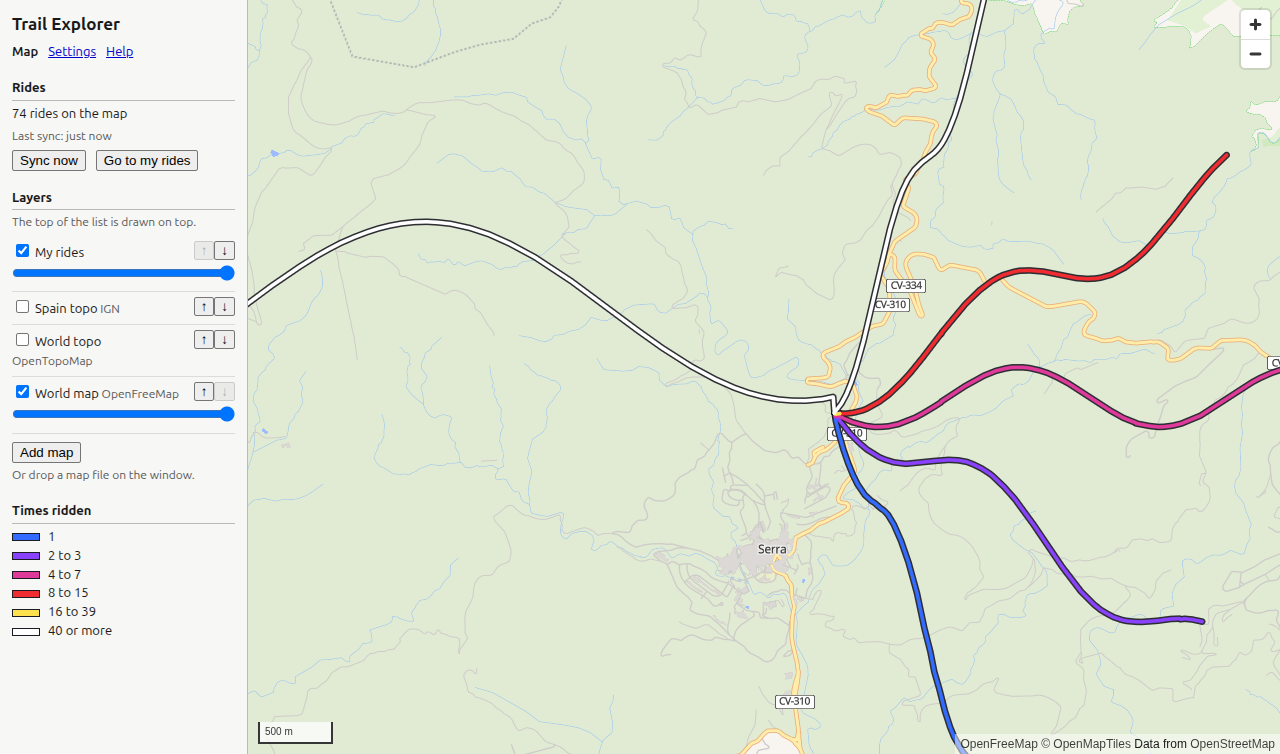 Trail Explorer
Map Settings Help
Rides
74 rides on the map
Last sync: just now
Sync now Go to my rides
Layers
The top of the list is drawn on top.
My rides ↑ ↓
Spain topo IGN ↑ ↓
World topo ↑ ↓
OpenTopoMap
World map OpenFreeMap ↑ ↓
Add map
Or drop a map file on the window.
Times ridden
1
2 to 3
4 to 7
8 to 15
16 to 39
40 or more
+
−
CV-334
CV-310
Serra
CV-310
500 m
OpenFreeMap © OpenMapTiles Data from OpenStreetMap